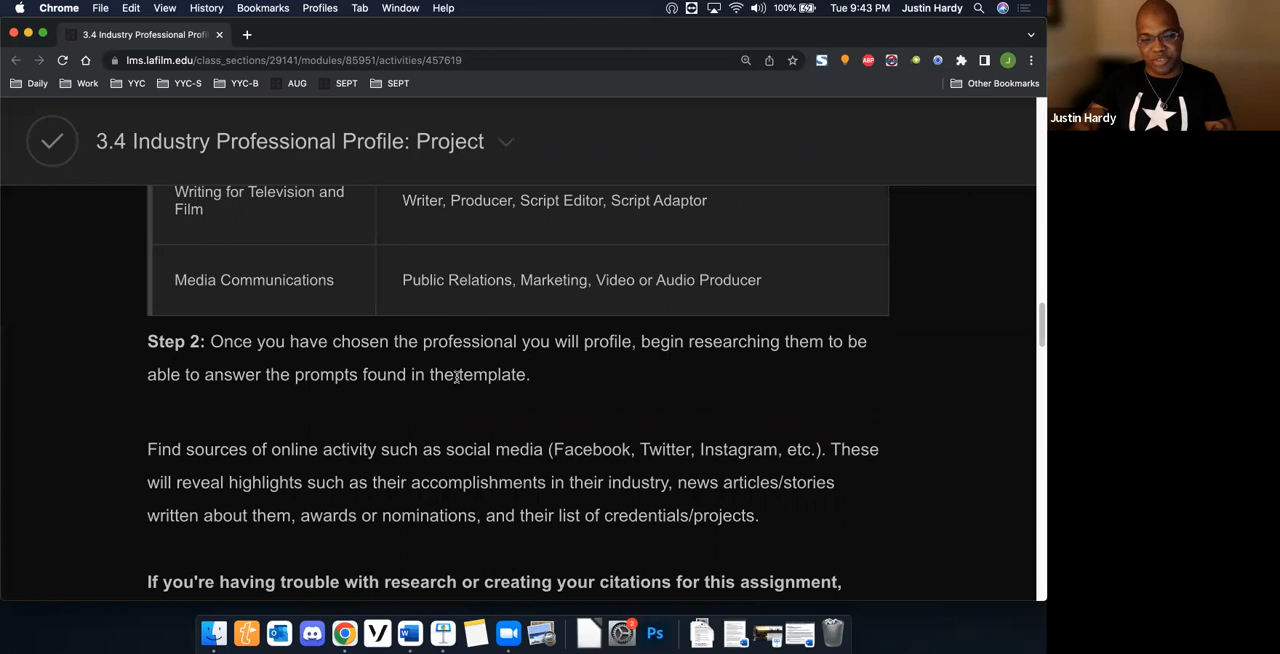 Chrome File Edit View History Bookmarks Profiles Tab Window Help 100% Tue 9:43 PM Justin Hardy
3.4 Industry Professional Profil
lms.lafilm.edu/class_sections/29141/modules/85951/activities/457619
Daily Work YYC YYC-S YYC-B AUG SEPT SEPT Other Bookmarks
Justin Hardy
3.4 Industry Professional Profile: Project
Writing for Television and
Film
Writer, Producer, Script Editor, Script Adaptor
Media Communications
Public Relations, Marketing, Video or Audio Producer
Step 2: Once you have chosen the professional you will profile, begin researching them to be
able to answer the prompts found in the template.
Find sources of online activity such as social media (Facebook, Twitter, Instagram, etc.). These
will reveal highlights such as their accomplishments in their industry, news articles/stories
written about them, awards or nominations, and their list of credentials/projects.
If you're having trouble with research or creating your citations for this assignment,